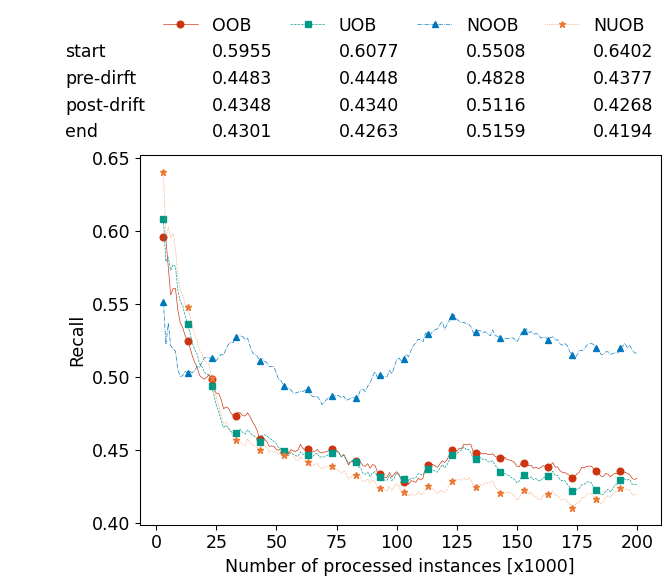 OOB UOB NOOB NUOB
start 0.5955 0.6077 0.5508 0.6402
pre-dirft 0.4483 0.4448 0.4828 0.4377
post-drift 0.4348 0.4340 0.5116 0.4268
end 0.4301 0.4263 0.5159 0.4194
0.65
0.60
0.55
0.50
0.45
0.40
Recall
0 25 50 75 100 125 150 175 200
Number of processed instances [x1000]